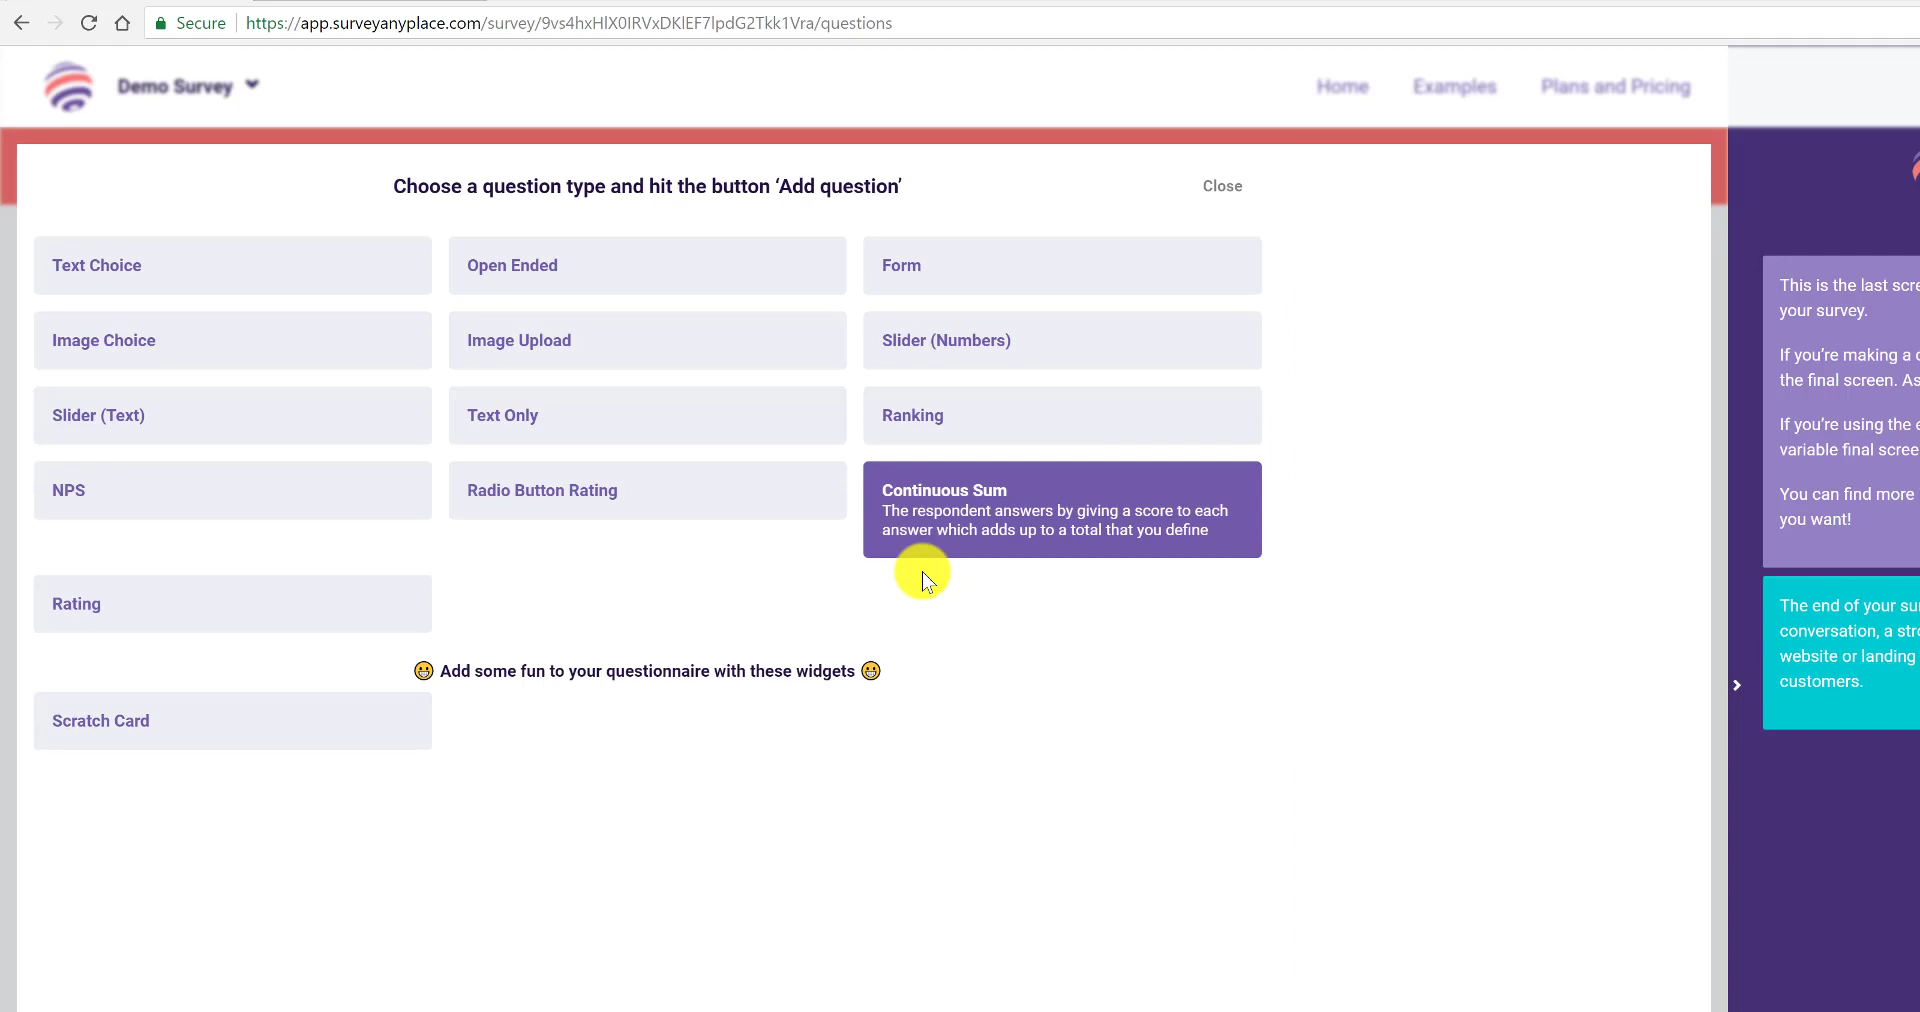 Secure
https://app.surveyanyplace.com/survey/9vs4hxHlX0IRVxDKlEF7lpdG2Tkk1Vra/questions
Demo Survey
Home
Examples
Plans and Pricing
Choose a question type and hit the button ‘Add question’
Close
Text Choice
Open Ended
Form
Image Choice
Image Upload
Slider (Numbers)
Slider (Text)
Text Only
Ranking
NPS
Radio Button Rating
Continuous Sum
The respondent answers by giving a score to each
answer which adds up to a total that you define
Rating
Add some fun to your questionnaire with these widgets
Scratch Card
This is the last
your survey.
If you’re making a
the final screen. As
If you’re using the
variable final
You can find more
you want!
The end of your
conversation, a
website or landing
customers.